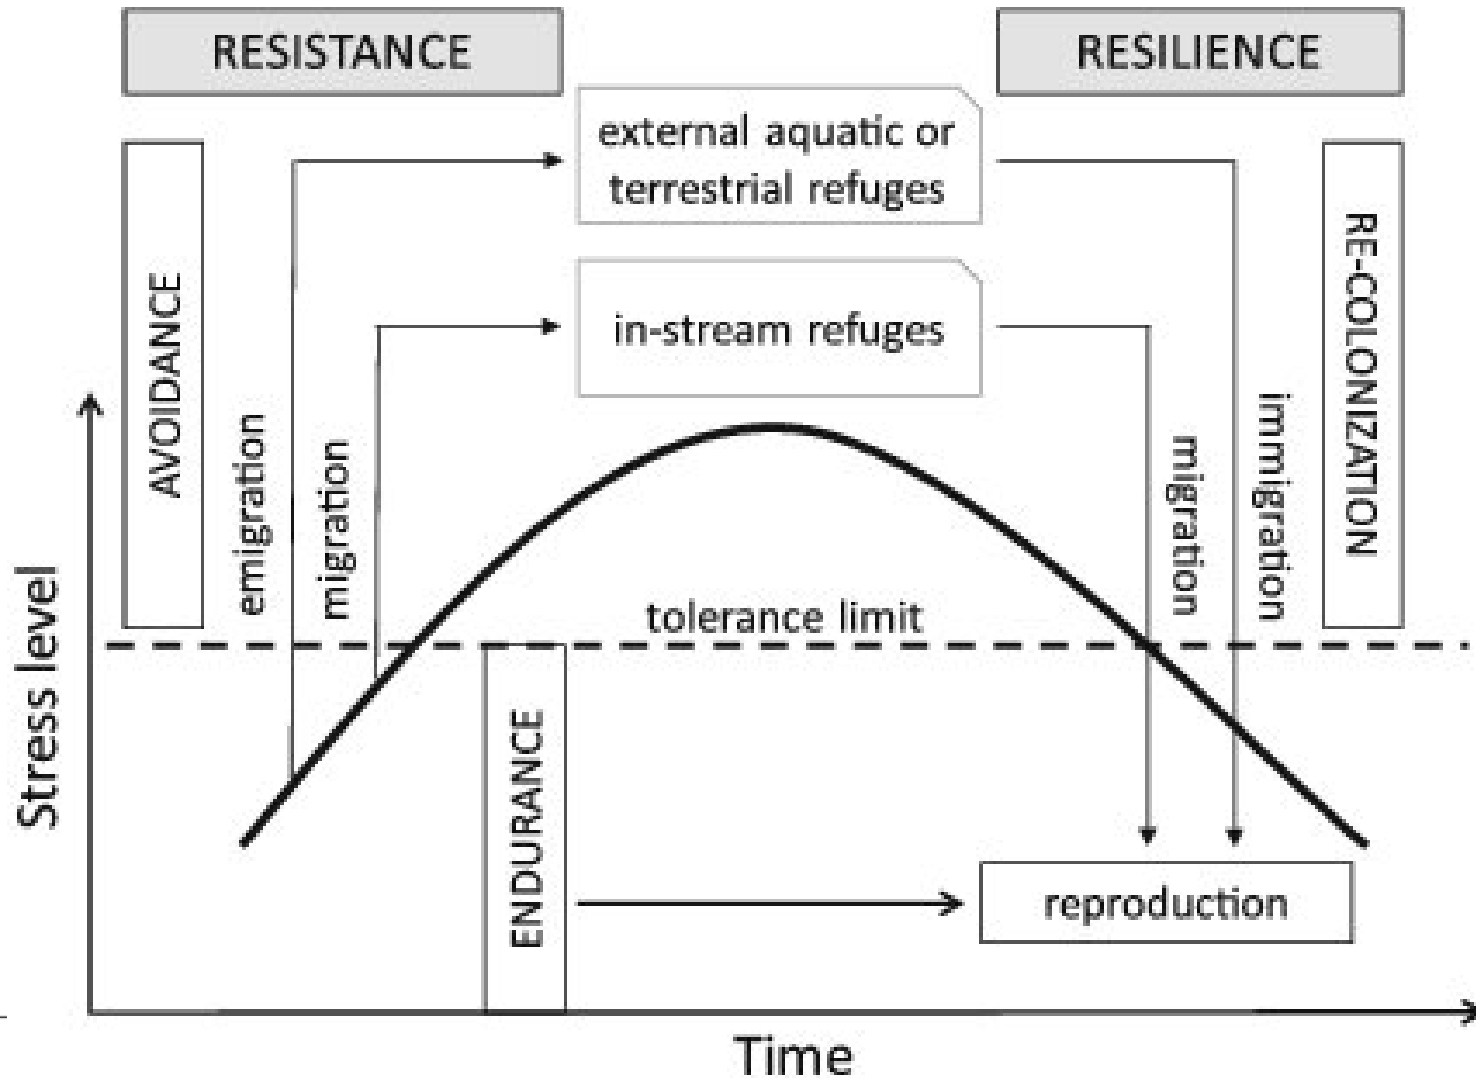 RESISTANCE
RESILIENCE
external aquatic or
terrestrial refuges
in-stream refuges
AVOIDANCE
emigration
migration
migration
immigration
RE-COLONIZATION
tolerance limit
Stress level
ENDURANCE
reproduction
Time